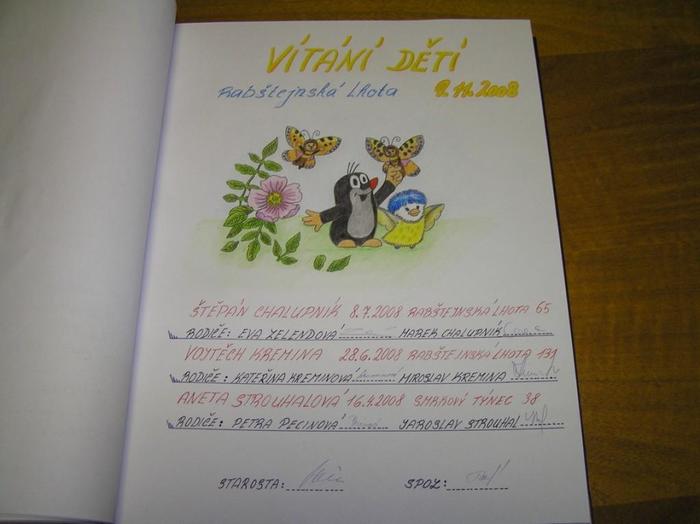 VÍTÁNÍ DĚTÍ
Rabštejnská Lhota 9.11.2008
ŠTĚPÁN CHALUPNÍK 8.7.2008 RABŠTEJNSKÁ LHOTA 65
RODIČE: EVA ZELENDOVÁ MAREK CHALUPNÍK
VOJTĚCH KREMINA 28.6.2008 RABŠTEJNSKÁ LHOTA 131
RODIČE: KATEŘINA KREMINOVÁ MIROSLAV KREMINA
ANETA STROUHALOVÁ 16.4.2008 SMRKOVÝ TÝNEC 38
RODIČE: PETRA PECINOVÁ JAROSLAV STROUHAL
STAROSTA: SPOZ: